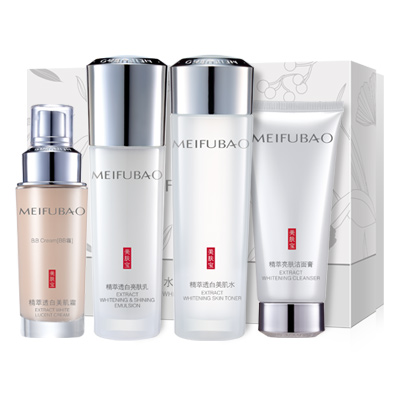 MEIFUBAO
BB Cream
美肤宝
精萃透白美肌霜
EXTRACT WHITE
MEIFUBAO
美肤宝
精萃透白亮肤乳
EXTRACT
WHITENING & SHINING
EMULSION
MEIFUBAO
美肤宝
精萃透白美肌水
EXTRACT
WHITENING SKIN TONER
MEIFUBAO
美肤宝
精萃亮肤洁面膏
EXTRACT
WHITENING CLEANSER
水